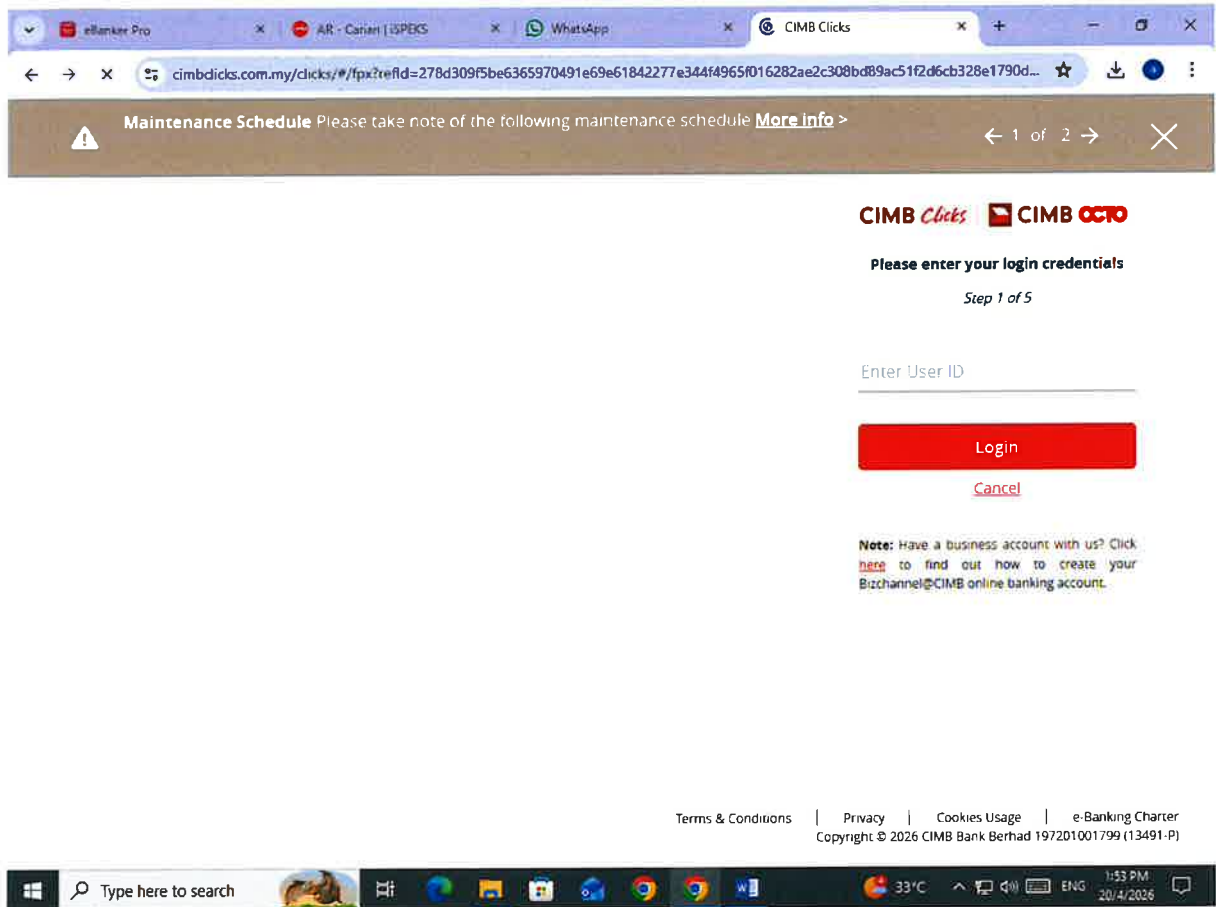 eBanker Pro
AR - Carian | iSPEKS
WhatsApp
CIMB Clicks
cimbclicks.com.my/clicks/#/fpx?refId=278d309f5be6365970491e69e61842277e344f4965f016282ae2c308bd89ac51f2d6cb328e1790d...
Maintenance Schedule Please take note of the following maintenance schedule More info >
1 of 2
CIMB Clicks CIMB OCTO
Please enter your login credentials
Step 1 of 5
Enter User ID
Login
Cancel
Note: Have a business account with us? Click
here to find out how to create your
Bizchannel@CIMB online banking account.
Terms & Conditions | Privacy | Cookies Usage | e-Banking Charter
Copyright © 2026 CIMB Bank Berhad 197201001799 (13491-P)
Type here to search
33°C
ENG
1:53 PM
20/4/2026